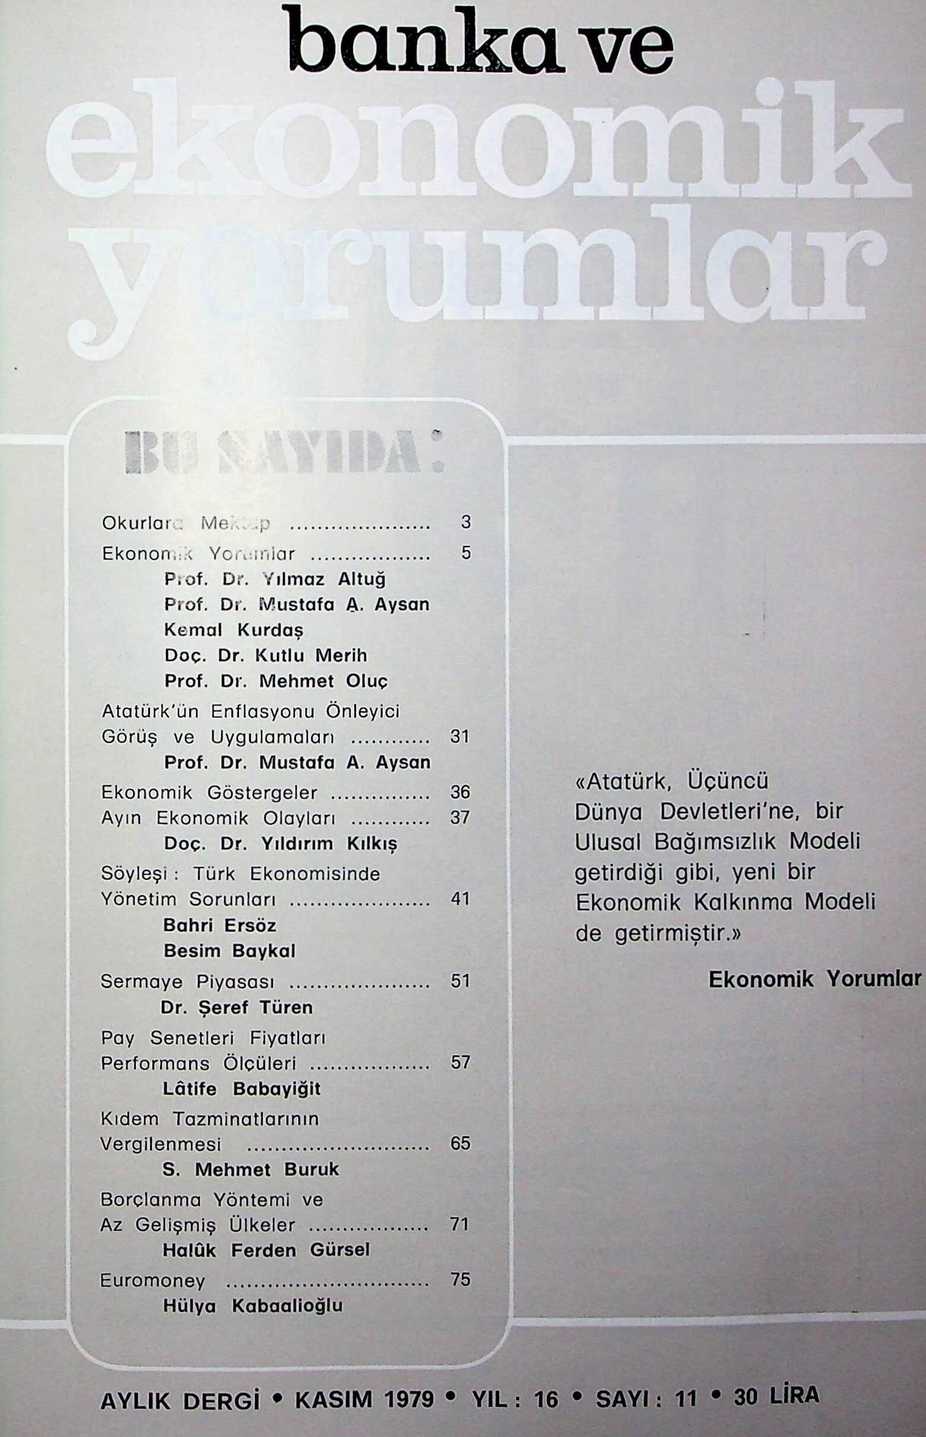 banka ve
ekonomik
yorumlar
BU SAYIDA:
Okurlara Mektup ..................... 3
Ekonomik Yorumlar .................. 5
Prof. Dr. Yılmaz Altuğ
Prof. Dr. Mustafa A. Aysan
Kemal Kurdaş
Doç. Dr. Kutlu Merih
Prof. Dr. Mehmet Oluç
Atatürk'ün Enflasyonu Önleyici
Görüş ve Uygulamaları ............ 31
Prof. Dr. Mustafa A. Aysan
Ekonomik Göstergeler ............... 36
Ayın Ekonomik Olayları ............ 37
Doç. Dr. Yıldırım Kılkış
Söyleşi : Türk Ekonomisinde
Yönetim Sorunları ..................... 41
Bahri Ersöz
Besim Baykal
Sermaye Piyasası ..................... 51
Dr. Şeref Türen
Pay Senetleri Fiyatları
Performans Ölçüleri .................. 57
Lâtife Babayiğit
Kıdem Tazminatlarının
Vergilenmesi ........................... 65
S. Mehmet Buruk
Borçlanma Yöntemi ve
Az Gelişmiş Ülkeler .................. 71
Halûk Ferden Gürsel
Euromoney .............................. 75
Hülya Kabaalioğlu
«Atatürk, Üçüncü
Dünya Devletleri'ne, bir
Ulusal Bağımsızlık Modeli
getirdiği gibi, yeni bir
Ekonomik Kalkınma Modeli
de getirmiştir.»
Ekonomik Yorumlar
AYLIK DERGİ • KASIM 1979 • YIL : 16 • SAYI : 11 • 30 LİRA